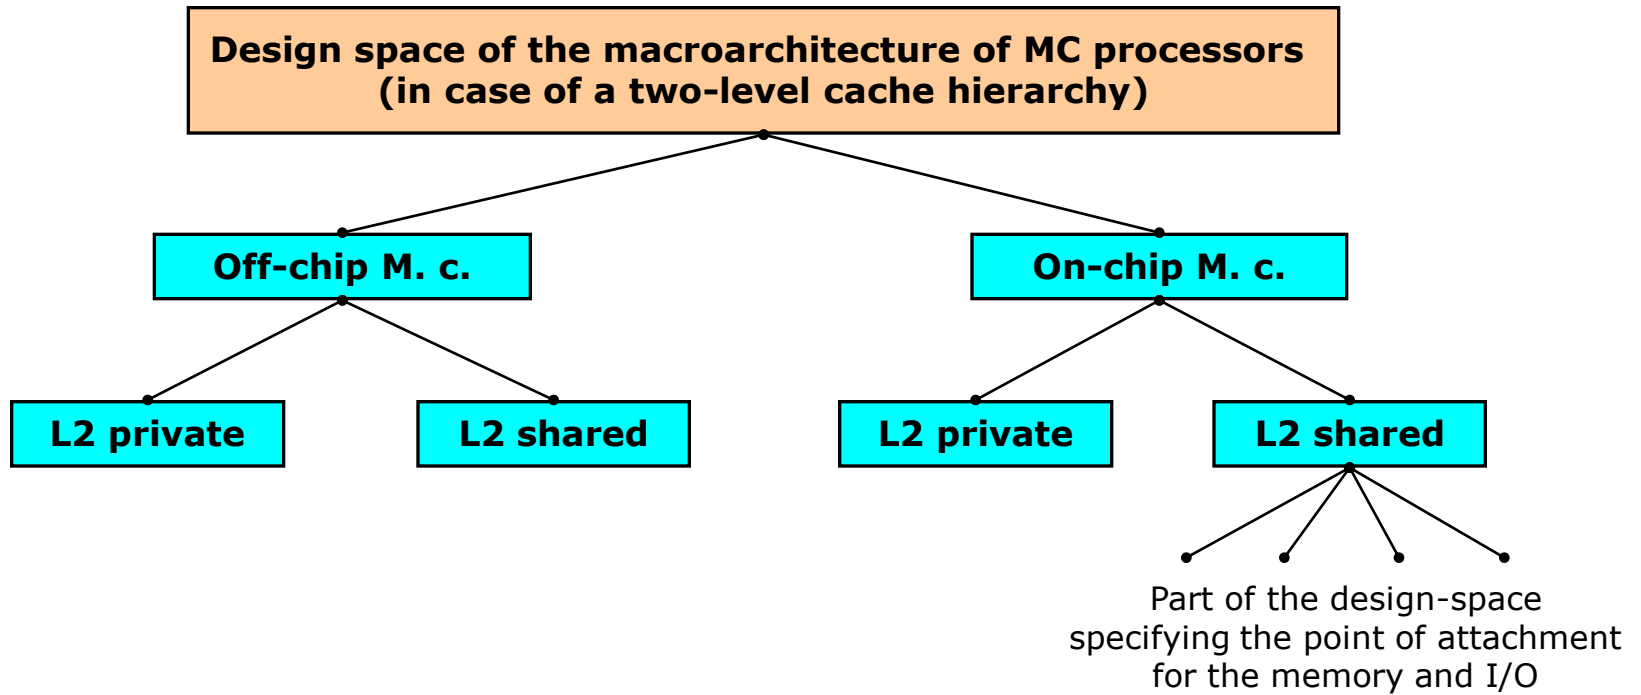 Design space of the macroarchitecture of MC processors
(in case of a two-level cache hierarchy)
Off-chip M. c.
On-chip M. c.
L2 private
L2 shared
L2 private
L2 shared
Part of the design-space
specifying the point of attachment
for the memory and I/O